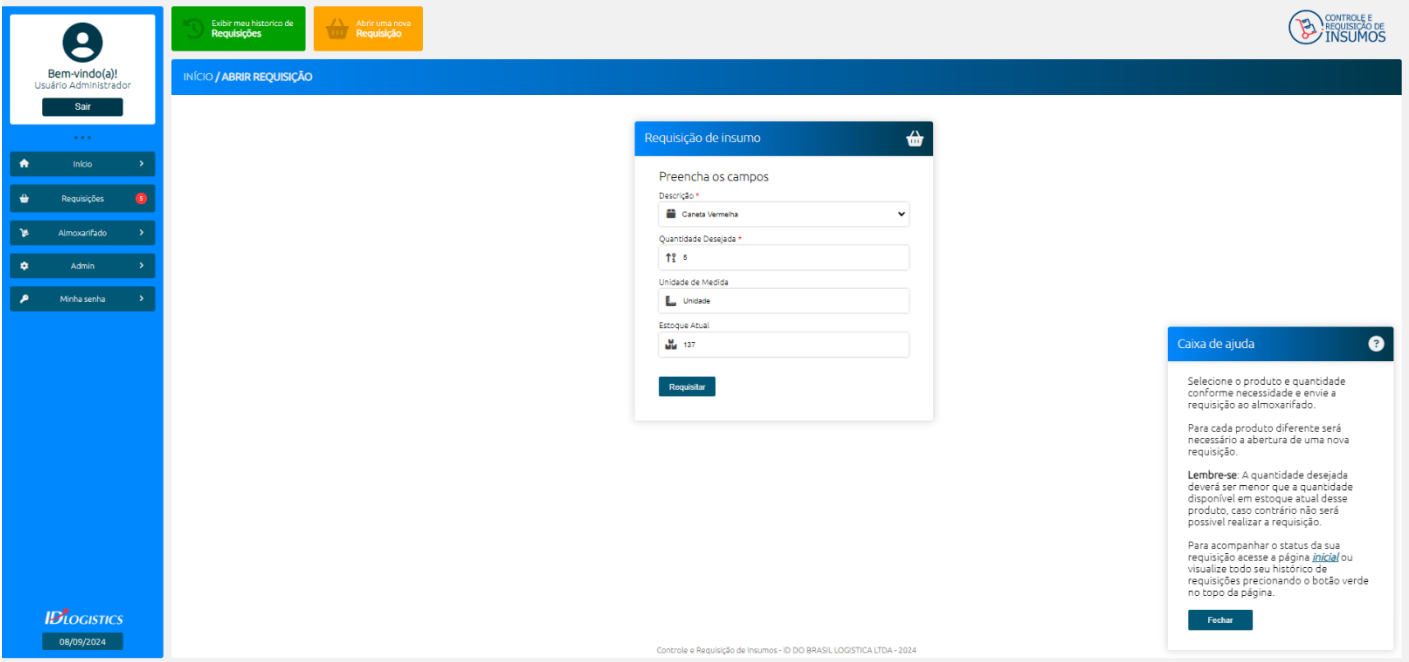 Bem-vindo(a)!
Usuário Administrador
Sair
Início
Requisições
5
Almoxarifado
Admin
Minha senha
IDLOGISTICS
08/09/2024
Exibir meu historico de
Requisições
Abrir uma nova
Requisição
CONTROLE E
REQUISIÇÃO DE
INSUMOS
INÍCIO / ABRIR REQUISIÇÃO
Requisição de insumo
Preencha os campos
Descrição *
Caneta Vermelha
Quantidade Desejada *
5
Unidade de Medida
Unidade
Estoque Atual
137
Requisitar
Caixa de ajuda
?
Selecione o produto e quantidade
conforme necessidade e envie a
requisição ao almoxarifado.
Para cada produto diferente será
necessário a abertura de uma nova
requisição.
Lembre-se: A quantidade desejada
deverá ser menor que a quantidade
disponível em estoque atual desse
produto, caso contrário não será
possivel realizar a requisição.
Para acompanhar o status da sua
requisição acesse a página inicial ou
visualize todo seu histórico de
requisições precionando o botão verde
no topo da página.
Fechar
Controle e Requisição de Insumos - ID DO BRASIL LOGISTICA LTDA - 2024